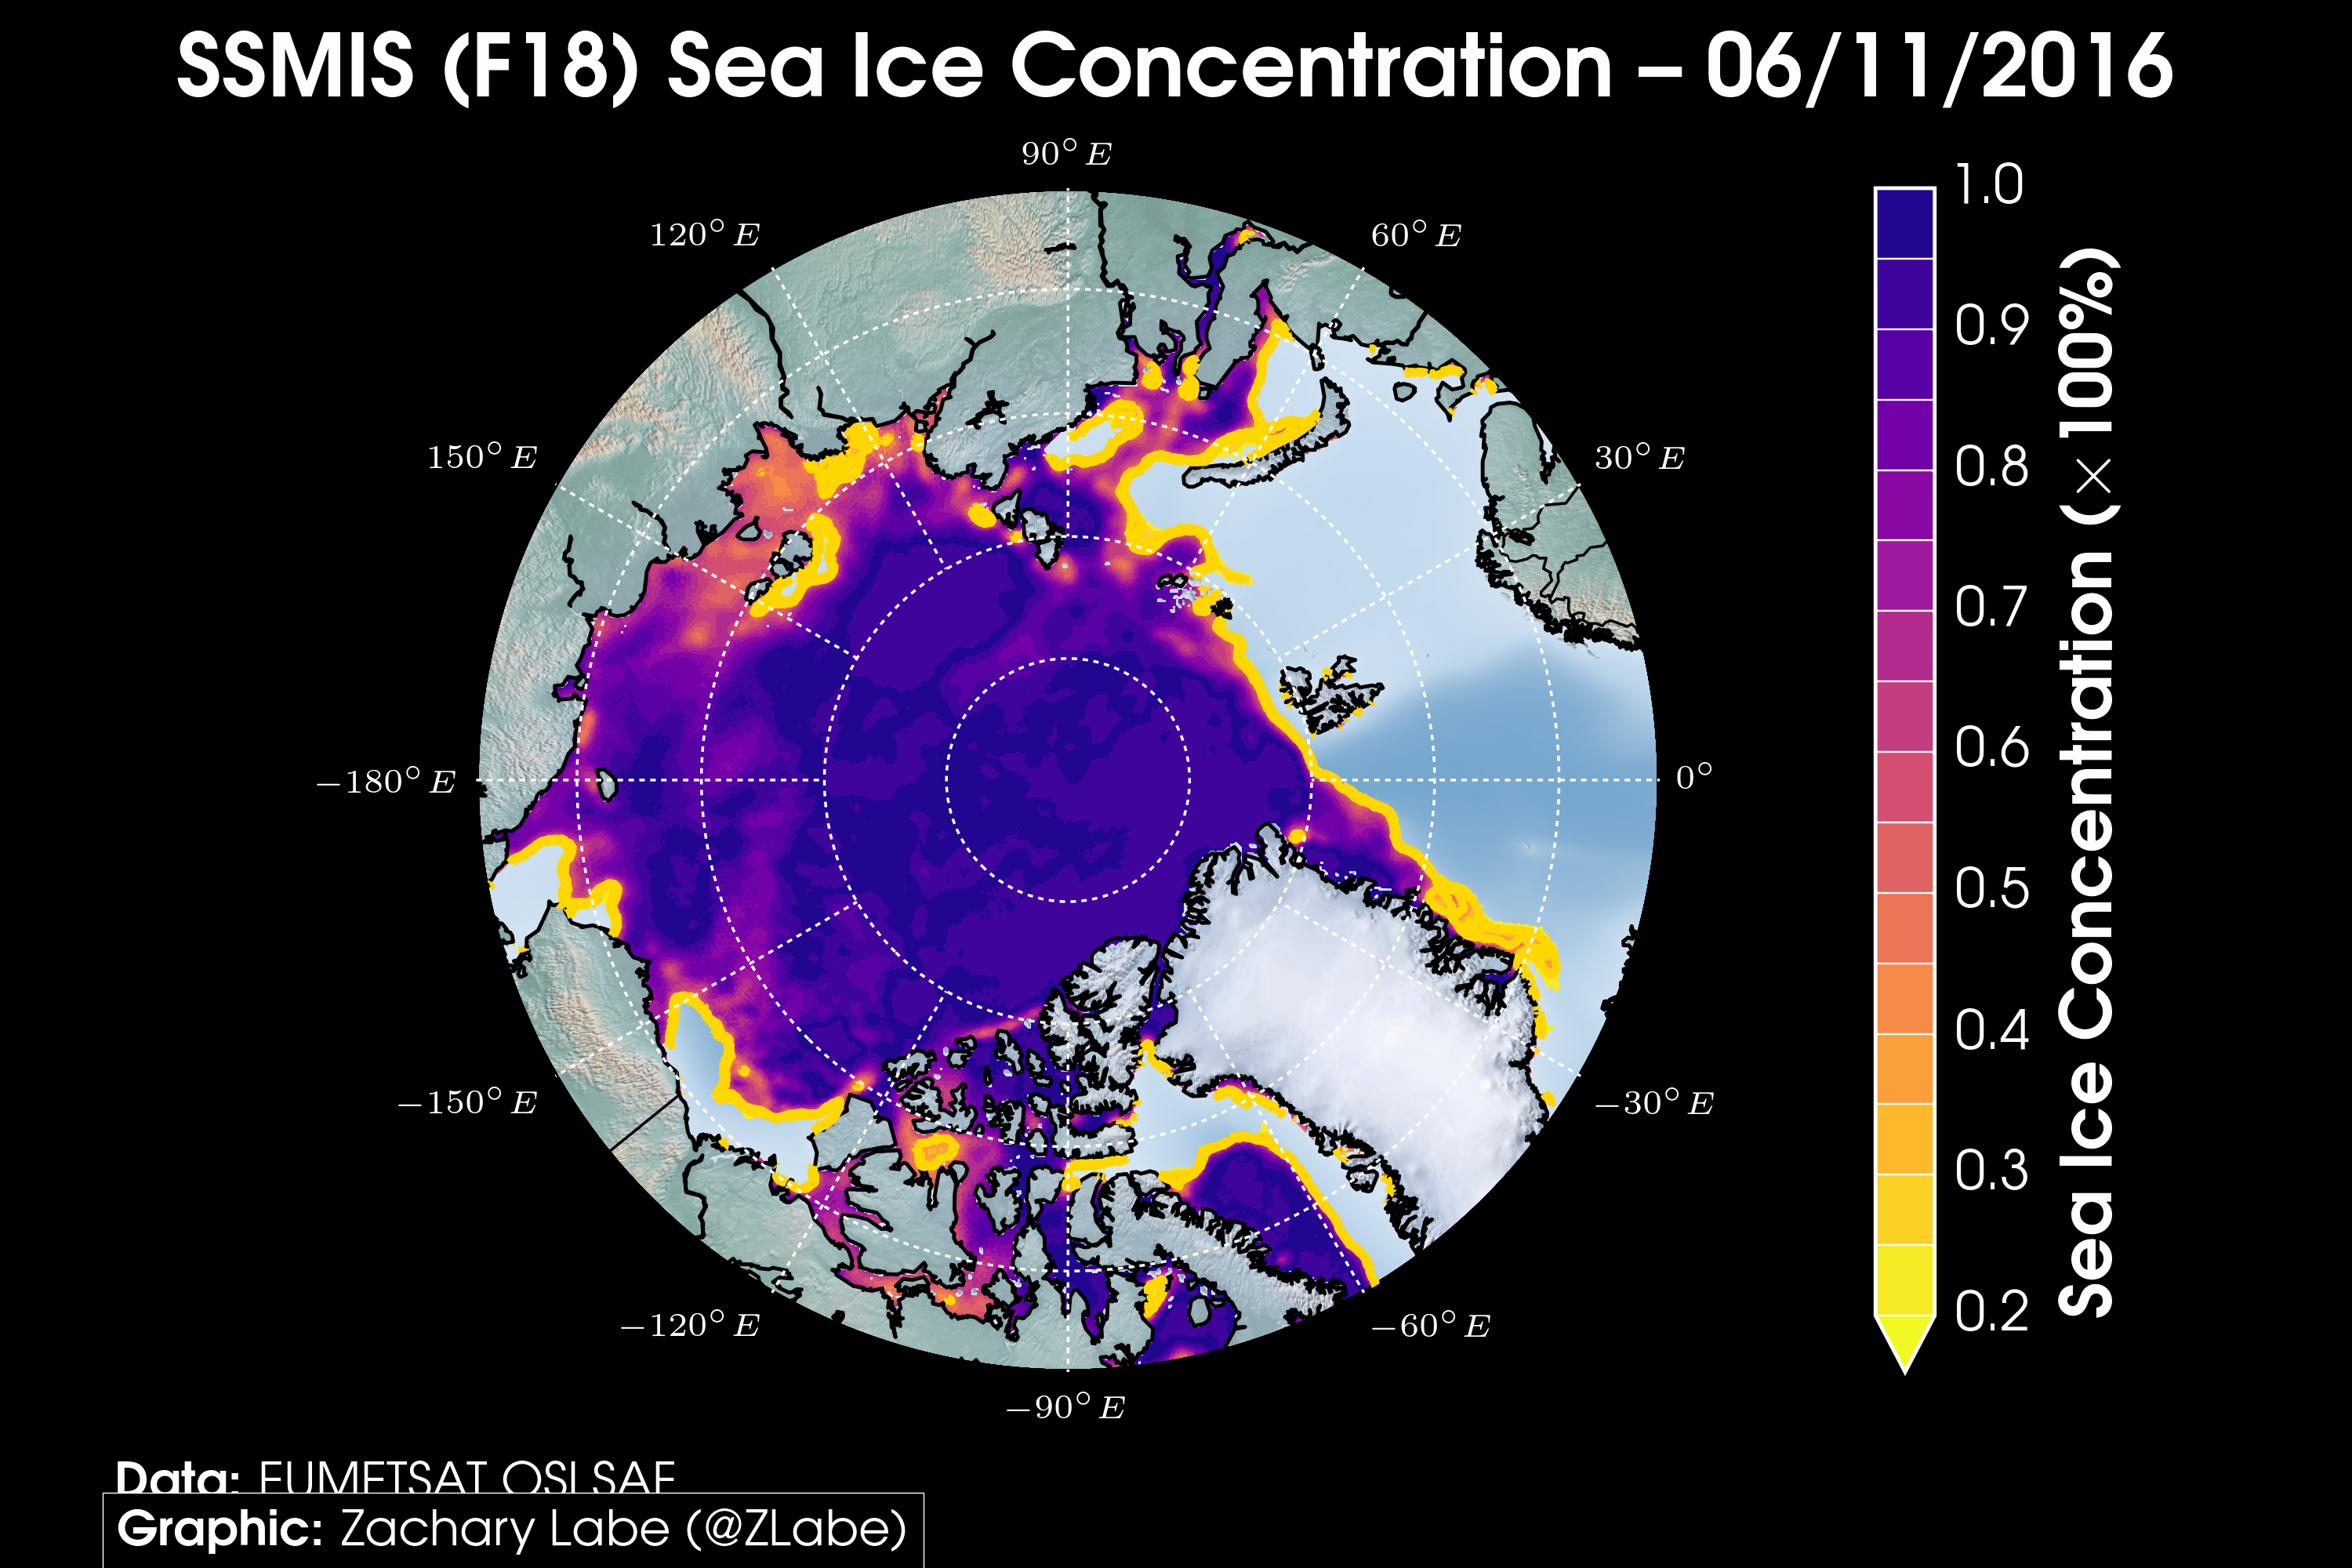 SSMIS (F18) Sea Ice Concentration – 06/11/2016
90° E
120° E
60° E
150° E
30° E
−180° E
0°
−150° E
−30° E
−120° E
−60° E
−90° E
1.0
0.9
0.8
0.7
0.6
0.5
0.4
0.3
0.2
Sea Ice Concentration (×100%)
Data: EUMETSAT OSI SAF
Graphic: Zachary Labe (@ZLabe)